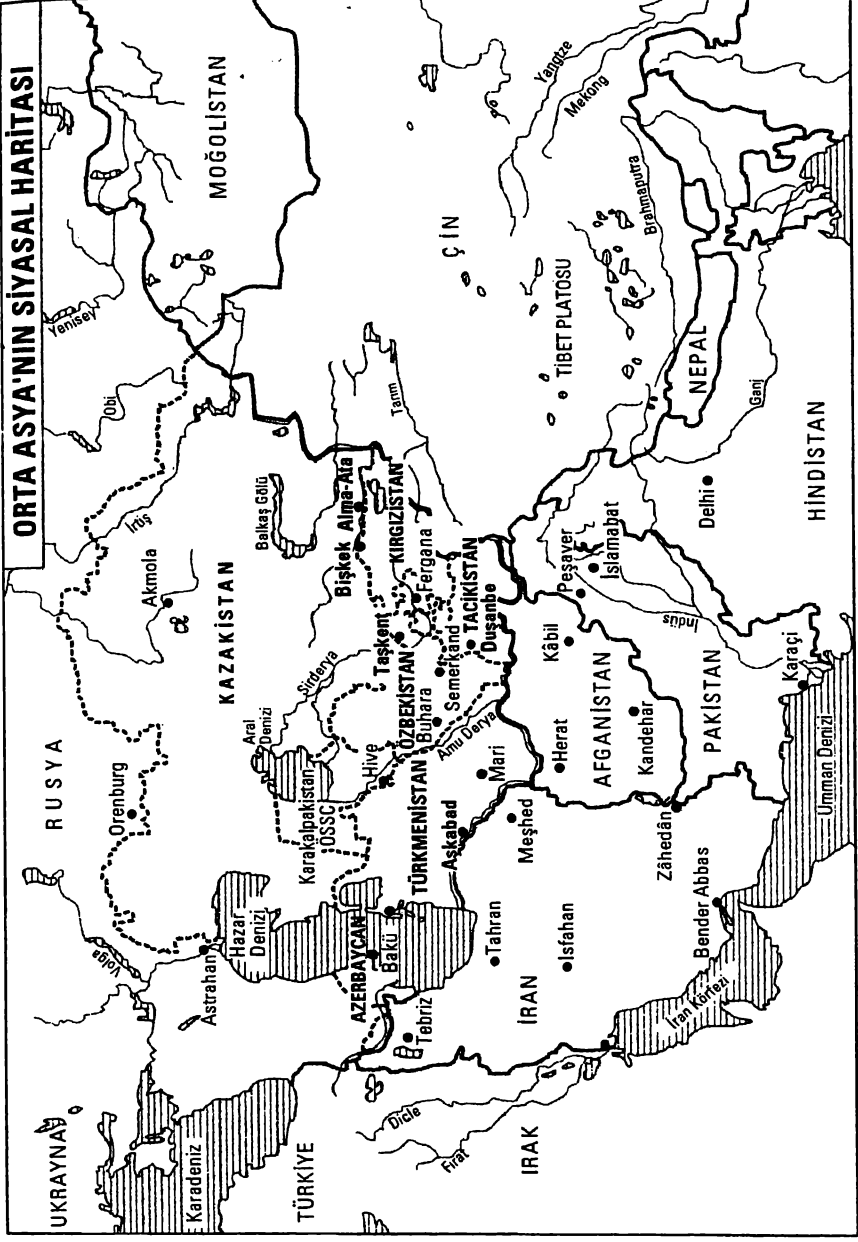 ORTA ASYA'NIN SİYASAL HARİTASI
UKRAYNA
RUSYA
Volga
Orenburg
Irtiş
Obi
Yenisey
Akmola
MOĞOLİSTAN
Karadeniz
Astrahan
Hazar
Denizi
KAZAKİSTAN
Aral
Denizi
Sirderya
Balkaş Gölü
Karakalpakistan
ÖSSC
Hive
Taşkent
Bişkek
Alma-Ata
KIRGIZİSTAN
Fergana
Tarım
TÜRKİYE
AZERBAYCAN
Bakü
TÜRKMENİSTAN
ÖZBEKİSTAN
Buhara
Semerkand
Amu Derya
TACİKİSTAN
Duşanbe
ÇİN
Tebriz
Aşkabad
Mari
Dicle
Fırat
Tahran
Meşhed
IRAK
İRAN
Isfahan
Herat
Kâbil
AFGANİSTAN
Kandehar
Peşaver
İslamabat
TİBET PLATOSU
Yangtze
Mekong
Brahmaputra
Zâhedân
PAKİSTAN
İndüs
NEPAL
İran Körfezi
Bender Abbas
Delhi
Ganj
Karaçi
Umman Denizi
HİNDİSTAN